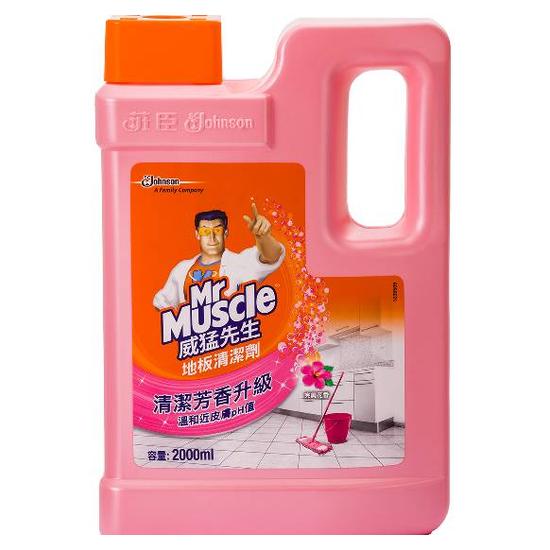 莊臣 Johnson
Johnson
A Family Company
Mr
Muscle
威猛先生
地板清潔劑
清潔芳香升級
溫和近皮膚pH值
容量: 2000ml